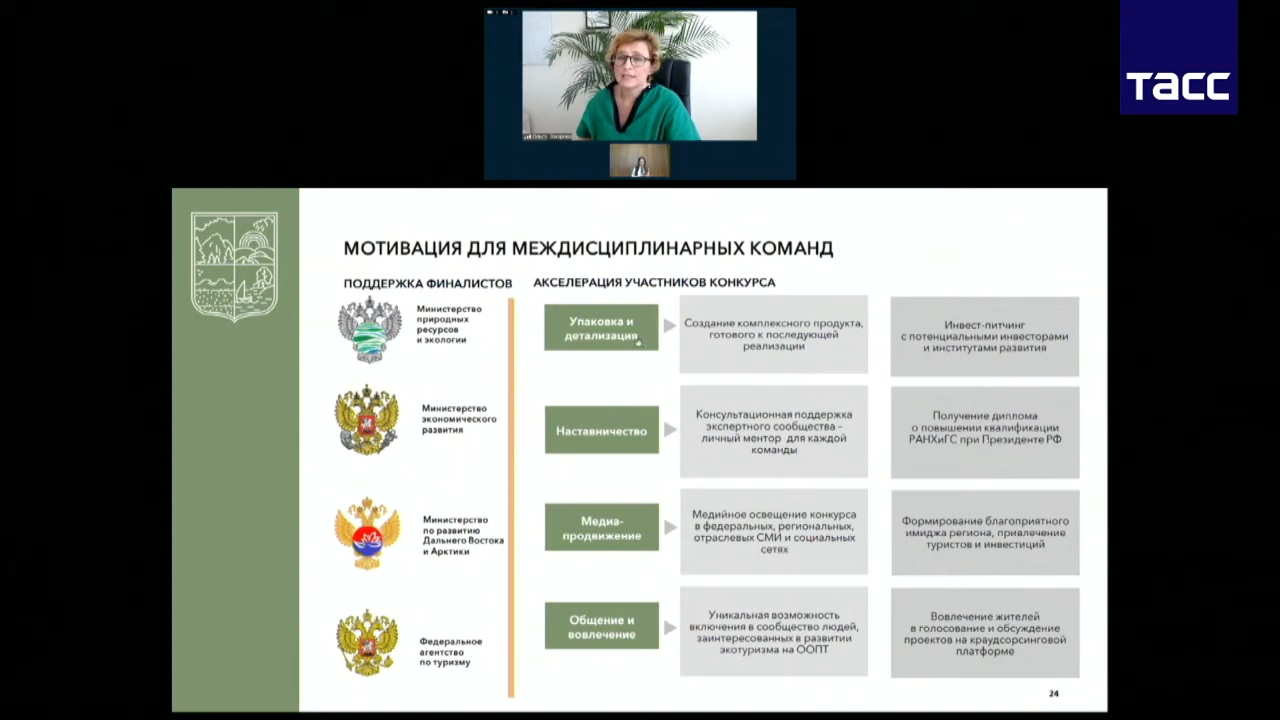 тасс
МОТИВАЦИЯ ДЛЯ МЕЖДИСЦИПЛИНАРНЫХ КОМАНД
ПОДДЕРЖКА ФИНАЛИСТОВ
Министерство
природных
ресурсов
и экологии
Министерство
экономического
развития
Министерство
по развитию
Дальнего Востока
и Арктики
Федеральное
агентство
по туризму
АКСЕЛЕРАЦИЯ УЧАСТНИКОВ КОНКУРСА
Упаковка и
детализация
Создание комплексного продукта,
готового к последующей
реализации
Инвест-питчинг
с потенциальными инвесторами
и институтами развития
Наставничество
Консультационная поддержка
экспертного сообщества –
личный ментор для каждой
команды
Получение диплома
о повышении квалификации
РАНХиГС при Президенте РФ
Медиа-
продвижение
Медийное освещение конкурса
в федеральных, региональных,
отраслевых СМИ и социальных
сетях
Формирование благоприятного
имиджа региона, привлечение
туристов и инвестиций
Общение и
вовлечение
Уникальная возможность
включения в сообщество людей,
заинтересованных в развитии
экотуризма на ООПТ
Вовлечение жителей
в голосование и обсуждение
проектов на краудсорсинговой
платформе
24